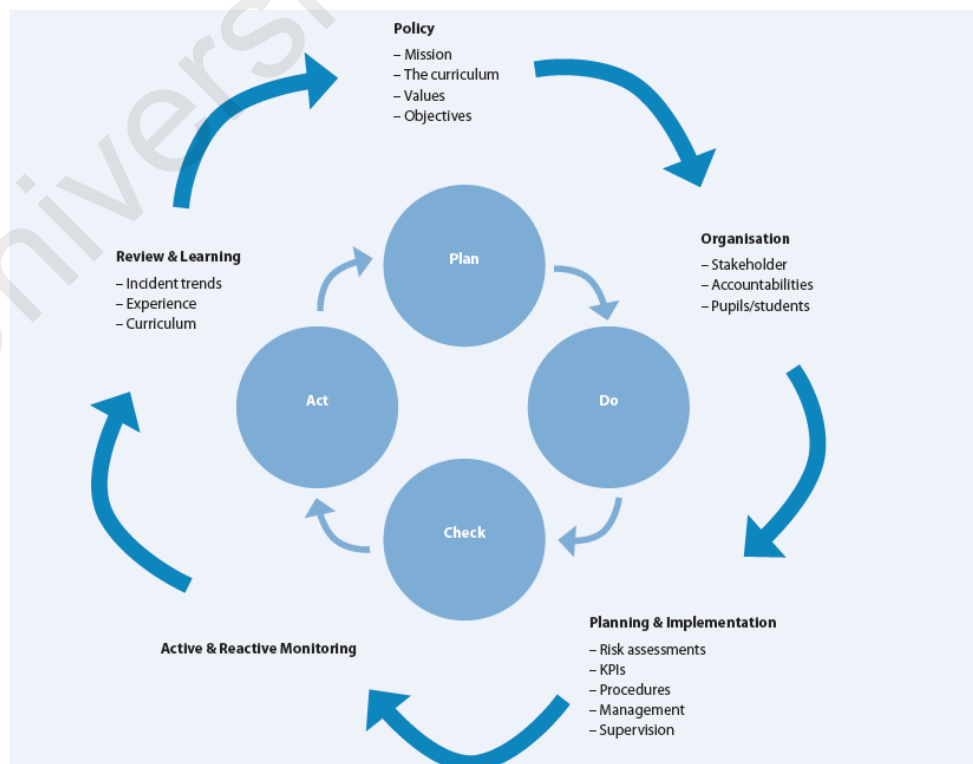 Policy
– Mission
– The curriculum
– Values
– Objectives
Organisation
– Stakeholder
– Accountabilities
– Pupils/students
Planning & Implementation
– Risk assessments
– KPIs
– Procedures
– Management
– Supervision
Active & Reactive Monitoring
Review & Learning
– Incident trends
– Experience
– Curriculum
Plan
Do
Check
Act
niversi